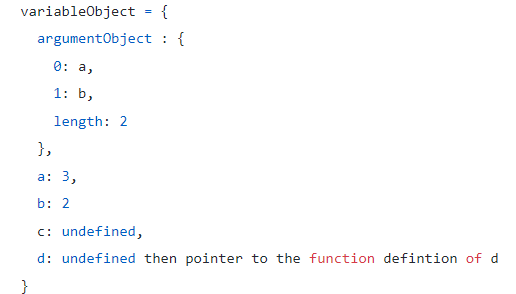 variableObject = {
argumentObject : {
0: a,
1: b,
length: 2
},
a: 3,
b: 2
c: undefined,
d: undefined then pointer to the function defintion of d
}